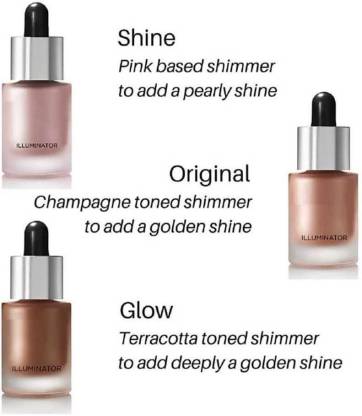 Shine
Pink based shimmer
to add a pearly shine
ILLUMINATOR
Original
Champagne toned shimmer
to add a golden shine
ILLUMINATOR
Glow
Terracotta toned shimmer
to add deeply a golden shine
ILLUMINATOR